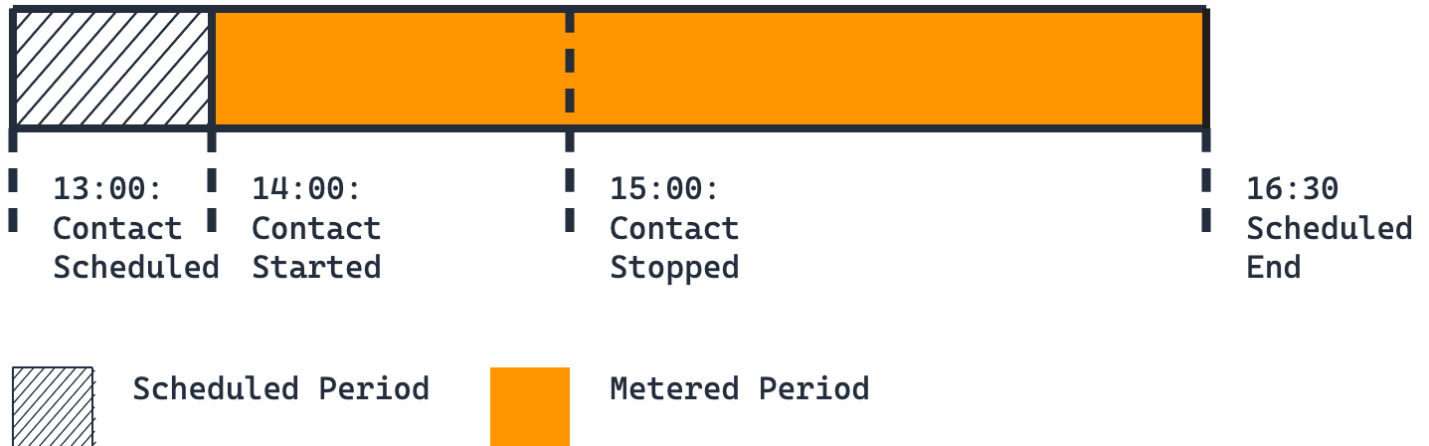 13:00:
Contact
Scheduled
14:00:
Contact
Started
15:00:
Contact
Stopped
16:30
Scheduled
End
Scheduled Period
Metered Period